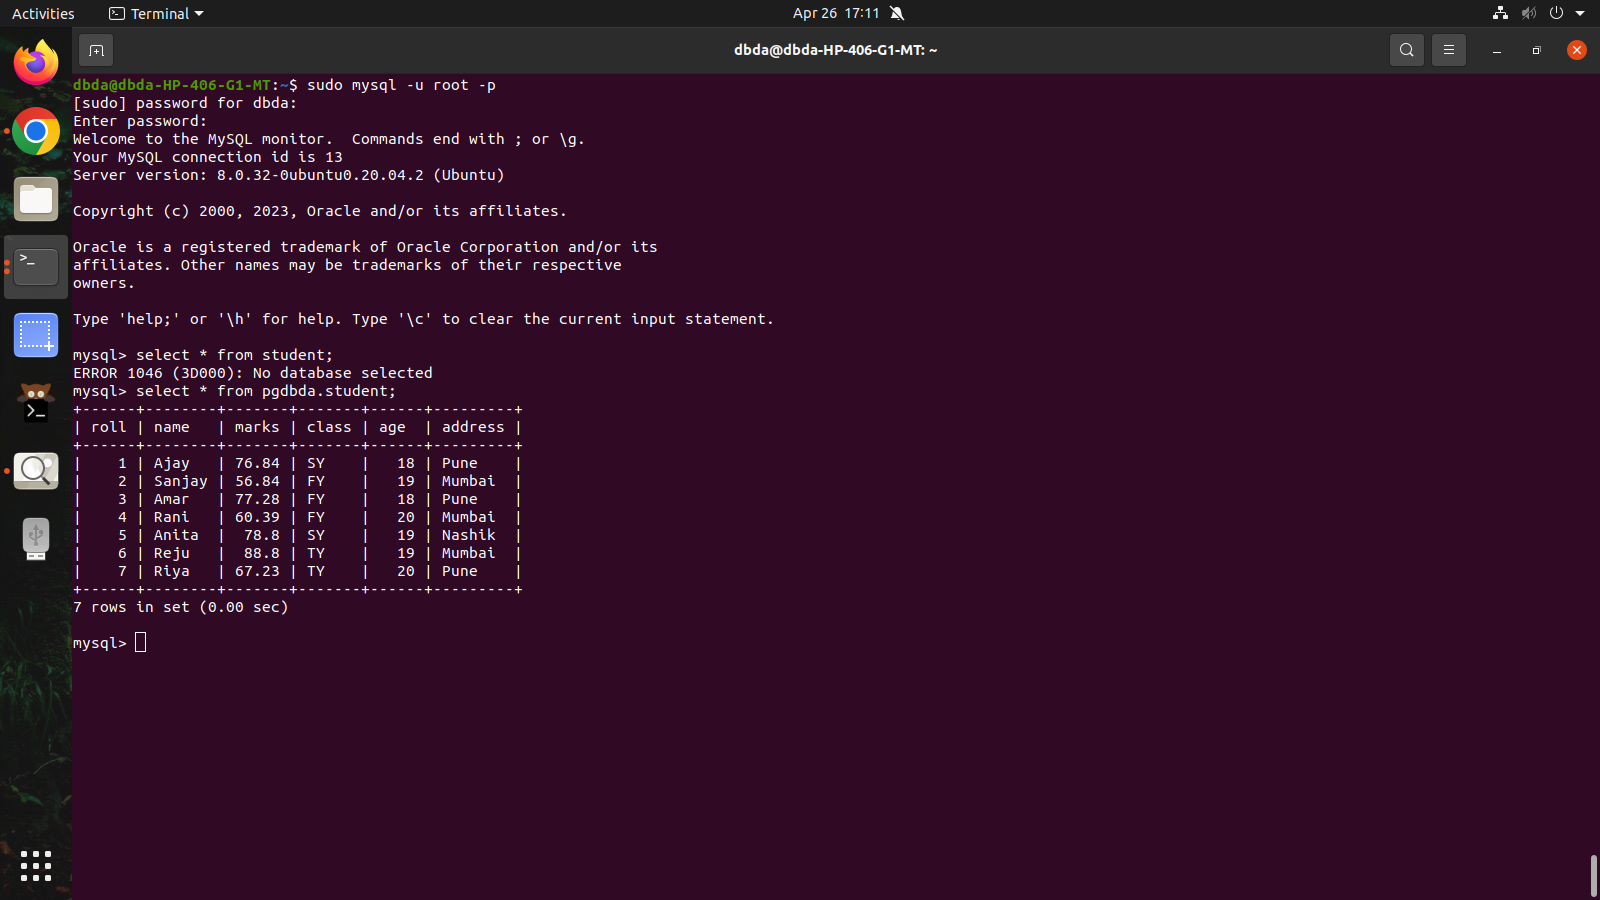 Activities
Terminal
Apr 26 17:11
dbda@dbda-HP-406-G1-MT: ~
dbda@dbda-HP-406-G1-MT:~$ sudo mysql -u root -p
[sudo] password for dbda:
Enter password:
Welcome to the MySQL monitor.  Commands end with ; or \g.
Your MySQL connection id is 13
Server version: 8.0.32-0ubuntu0.20.04.2 (Ubuntu)

Copyright (c) 2000, 2023, Oracle and/or its affiliates.

Oracle is a registered trademark of Oracle Corporation and/or its
affiliates. Other names may be trademarks of their respective
owners.

Type 'help;' or '\h' for help. Type '\c' to clear the current input statement.

mysql> select * from student;
ERROR 1046 (3D000): No database selected
mysql> select * from pgdbda.student;
+------+--------+-------+-------+------+---------+
| roll | name   | marks | class | age  | address |
+------+--------+-------+-------+------+---------+
|    1 | Ajay   | 76.84 | SY    |   18 | Pune    |
|    2 | Sanjay | 56.84 | FY    |   19 | Mumbai  |
|    3 | Amar   | 77.28 | FY    |   18 | Pune    |
|    4 | Rani   | 60.39 | FY    |   20 | Mumbai  |
|    5 | Anita  |  78.8 | SY    |   19 | Nashik  |
|    6 | Reju   |  88.8 | TY    |   19 | Mumbai  |
|    7 | Riya   | 67.23 | TY    |   20 | Pune    |
+------+--------+-------+-------+------+---------+
7 rows in set (0.00 sec)

mysql>